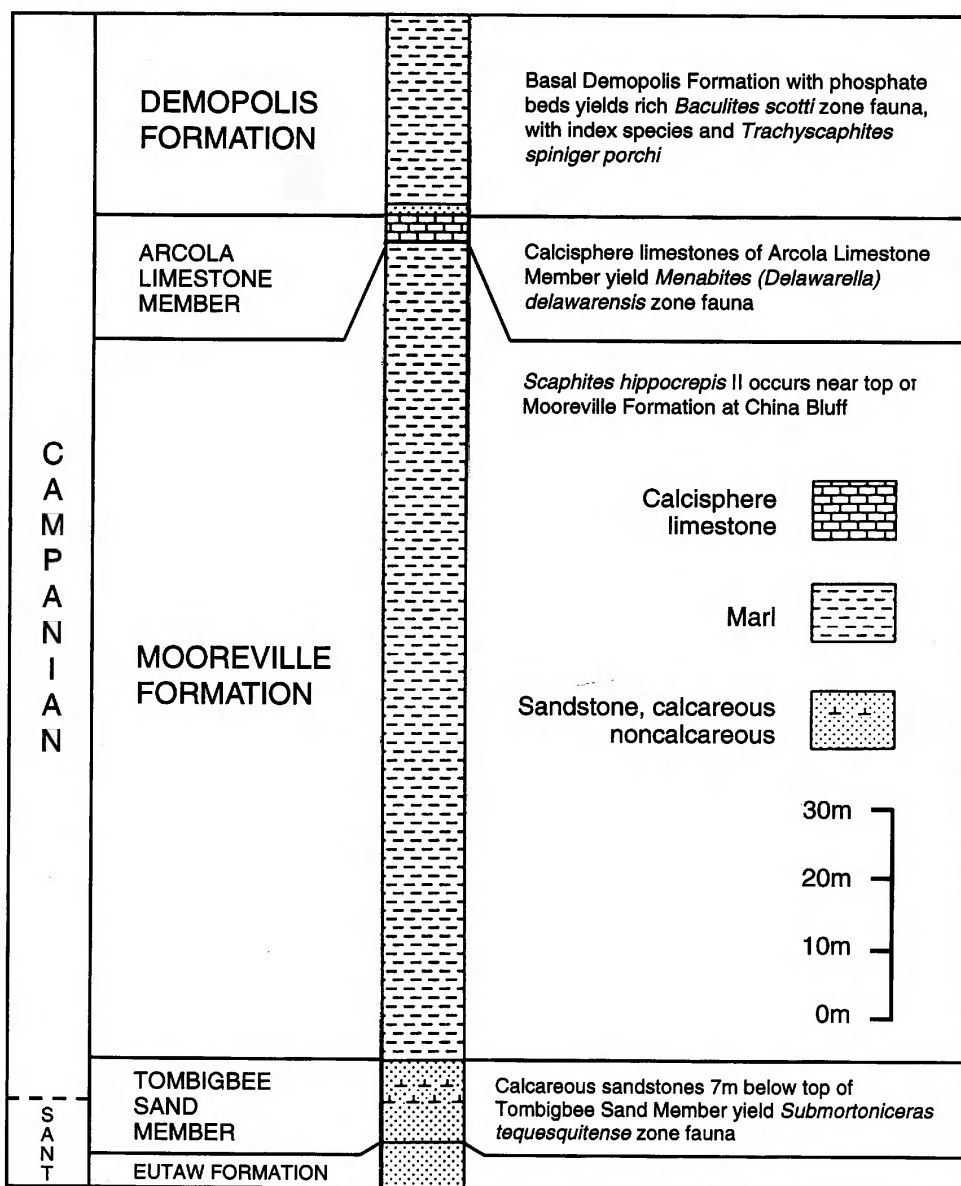 DEMOPOLIS
FORMATION
Basal Demopolis Formation with phosphate
beds yields rich Baculites scotti zone fauna,
with index species and Trachyscaphites
spiniger porchi
ARCOLA
LIMESTONE
MEMBER
Calcisphere limestones of Arcola Limestone
Member yield Menabites (Delawarella)
delawarensis zone fauna
CAMPANIAN
MOOREVILLE
FORMATION
Scaphites hippocrepis II occurs near top of
Mooreville Formation at China Bluff
Calcisphere
limestone
Marl
Sandstone, calcareous
noncalcareous
30m
20m
10m
0m
SANT
TOMBIGBEE
SAND
MEMBER
Calcareous sandstones 7m below top of
Tombigbee Sand Member yield Submortoniceras
tequesquitense zone fauna
EUTAW FORMATION